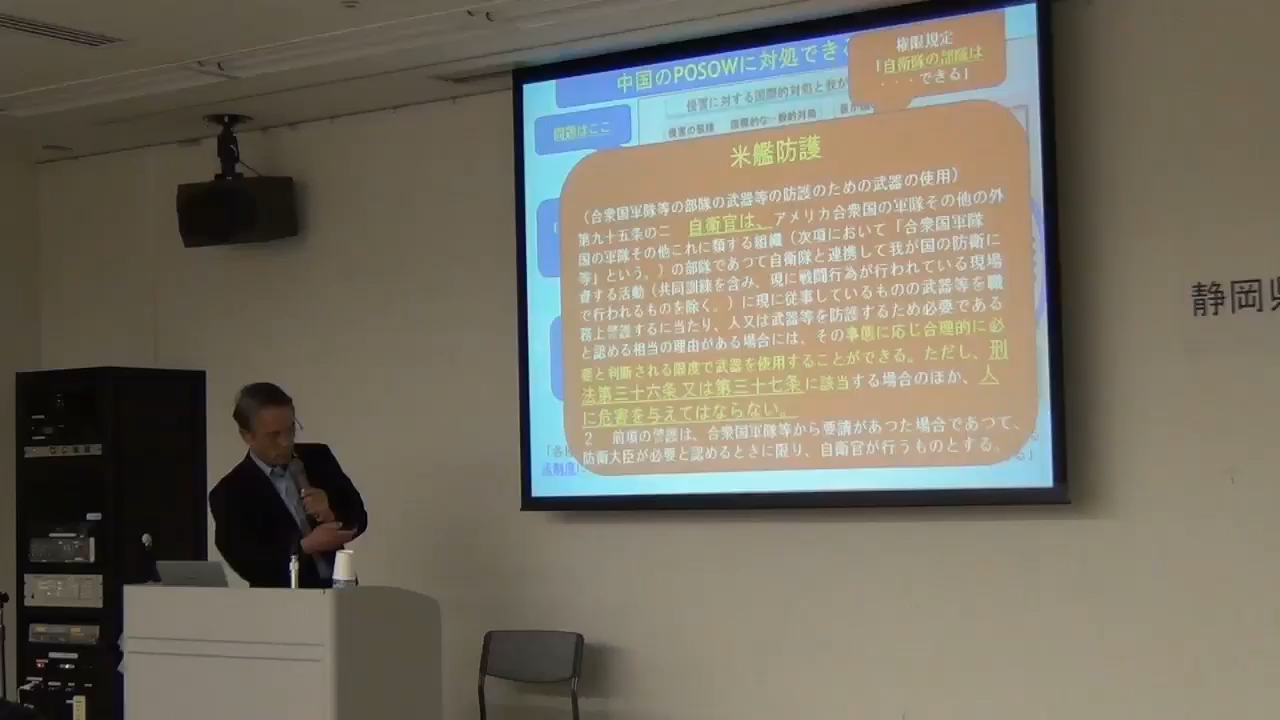 中国のPOSOWに対処でき
権限規定
「自衛隊の部隊は
・・・できる」
侵害に対する国際的対処と我が
問題はここ
侵害の態様 国際的な一般的対処
米艦防護
（合衆国軍隊等の部隊の武器等の防護のための武器の使用）
第九十五条の二 自衛官は、アメリカ合衆国の軍隊その他の外
国の軍隊その他これに類する組織（次項において「合衆国軍隊
等」という。）の部隊であつて自衛隊と連携して我が国の防衛に
資する活動（共同訓練を含み、現に戦闘行為が行われている現場
で行われるものを除く。）に現に従事しているものの武器等を職
務上警護するに当たり、人又は武器等を防護するため必要である
と認める相当の理由がある場合には、その事態に応じ合理的に必
要と判断される限度で武器を使用することができる。ただし、刑
法第三十六条又は第三十七条に該当する場合のほか、人
に危害を与えてはならない。
２ 前項の警護は、合衆国軍隊等から要請があつた場合であつて、
防衛大臣が必要と認めるときに限り、自衛官が行うものとする。
「各
法制度
静岡県